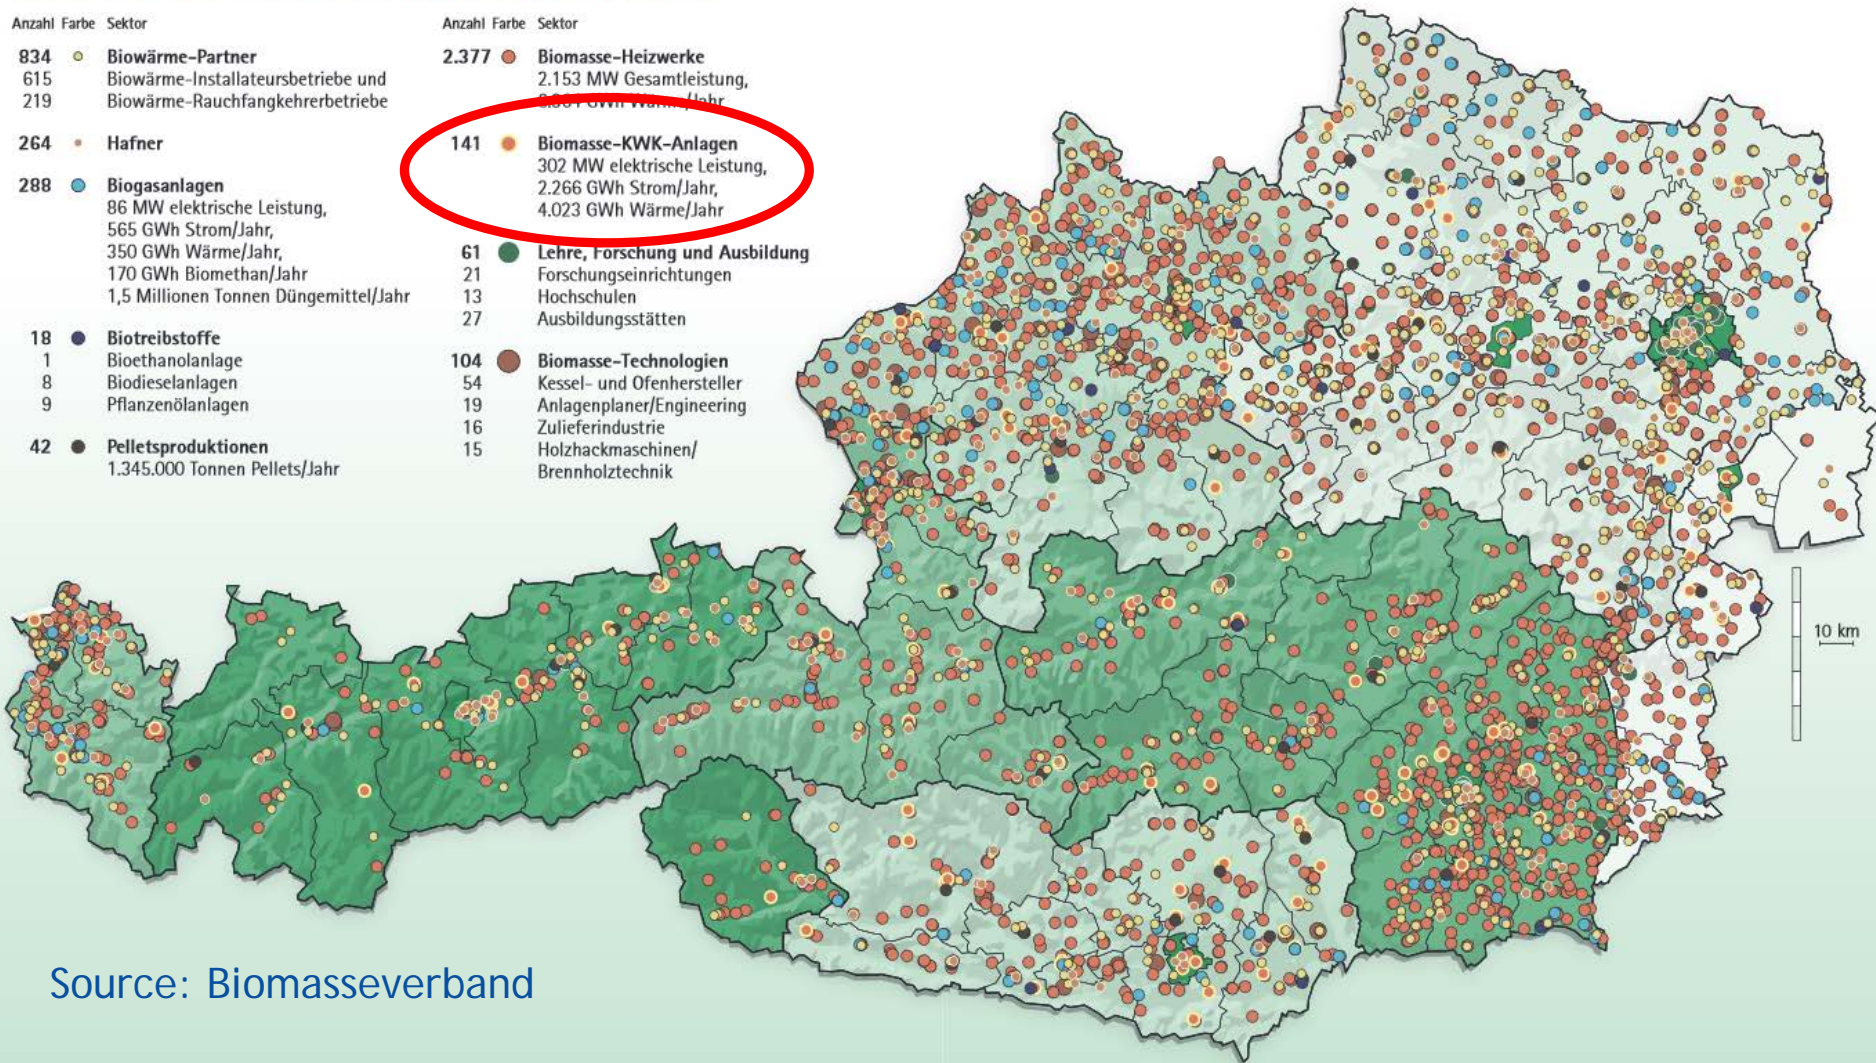 Anzahl Farbe Sektor
834 Biowärme-Partner
615 Biowärme-Installateursbetriebe und
219 Biowärme-Rauchfangkehrerbetriebe
264 Hafner
288 Biogasanlagen
86 MW elektrische Leistung,
565 GWh Strom/Jahr,
350 GWh Wärme/Jahr,
170 GWh Biomethan/Jahr
1,5 Millionen Tonnen Düngemittel/Jahr
18 Biotreibstoffe
1 Bioethanolanlage
8 Biodieselanlagen
9 Pflanzenölanlagen
42 Pelletsproduktionen
1.345.000 Tonnen Pellets/Jahr
Anzahl Farbe Sektor
2.377 Biomasse-Heizwerke
2.153 MW Gesamtleistung,
GWh Wärme/Jahr
141 Biomasse-KWK-Anlagen
302 MW elektrische Leistung,
2.266 GWh Strom/Jahr,
4.023 GWh Wärme/Jahr
61 Lehre, Forschung und Ausbildung
21 Forschungseinrichtungen
13 Hochschulen
27 Ausbildungsstätten
104 Biomasse-Technologien
54 Kessel- und Ofenhersteller
19 Anlagenplaner/Engineering
16 Zulieferindustrie
15 Holzhackmaschinen/
Brennholztechnik
10 km
Source: Biomasseverband